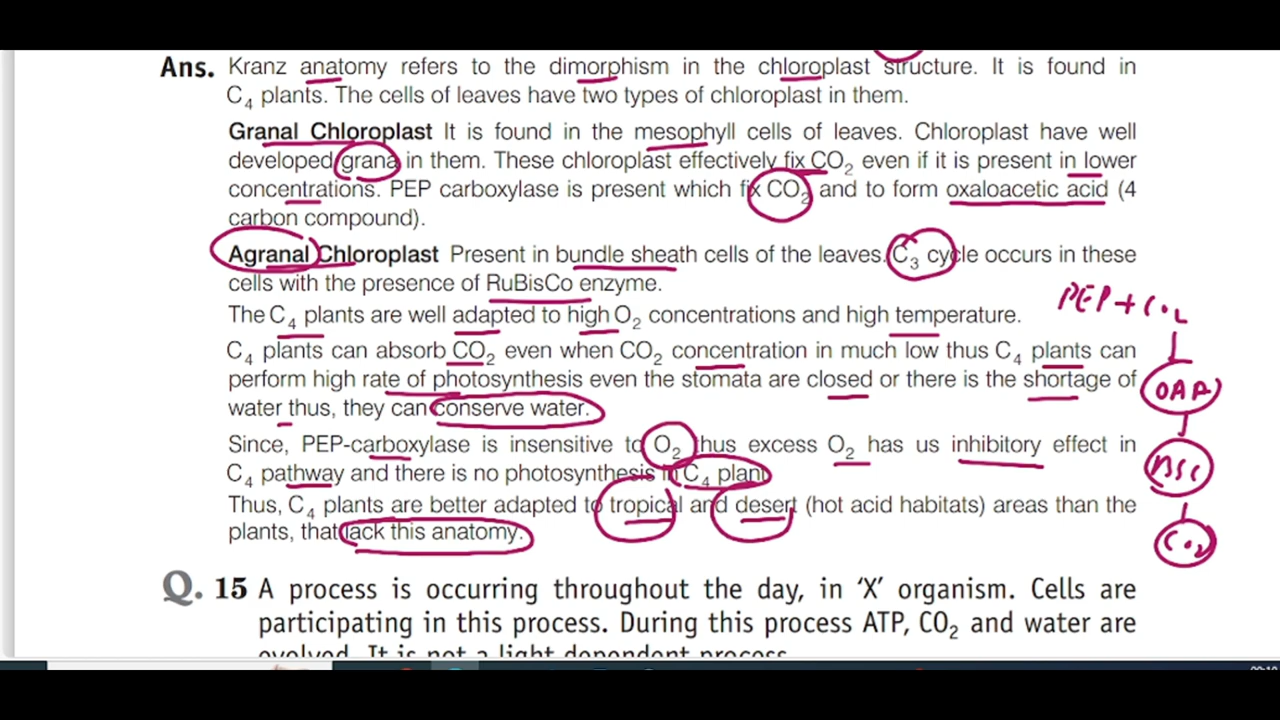 Ans. Kranz anatomy refers to the dimorphism in the chloroplast structure. It is found in
C₄ plants. The cells of leaves have two types of chloroplast in them.
Granal Chloroplast It is found in the mesophyll cells of leaves. Chloroplast have well
developed grana in them. These chloroplast effectively fix CO₂ even if it is present in lower
concentrations. PEP carboxylase is present which fix CO₂ and to form oxaloacetic acid (4
carbon compound).
Agranal Chloroplast Present in bundle sheath cells of the leaves. C₃ cycle occurs in these
cells with the presence of RuBisCo enzyme.
The C₄ plants are well adapted to high O₂ concentrations and high temperature.
C₄ plants can absorb CO₂ even when CO₂ concentration in much low thus C₄ plants can
perform high rate of photosynthesis even the stomata are closed or there is the shortage of
water thus, they can conserve water.
Since, PEP-carboxylase is insensitive to O₂ thus excess O₂ has us inhibitory effect in
C₄ pathway and there is no photosynthesis in C₄ plant.
Thus, C₄ plants are better adapted to tropical and desert (hot acid habitats) areas than the
plants, that lack this anatomy.
PEP + CO₂
OAA
BSC
CO₂
Q. 15 A process is occurring throughout the day, in ‘X’ organism. Cells are
participating in this process. During this process ATP, CO₂ and water are
evolved. It is not a light dependent process.